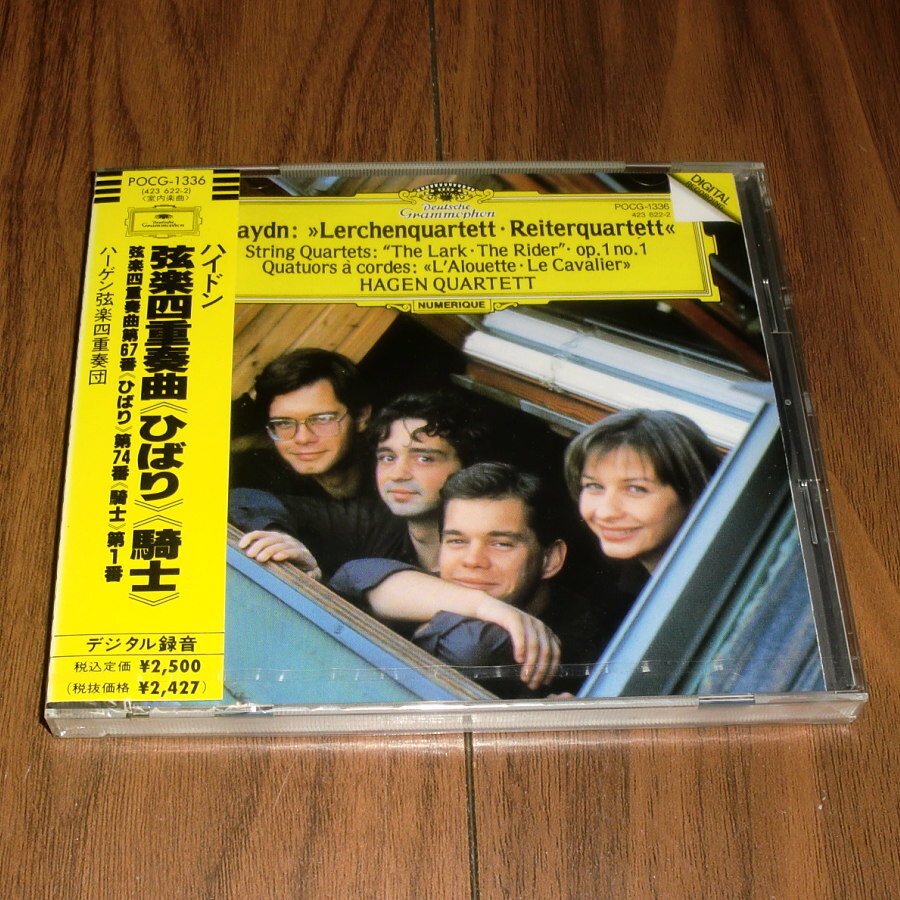 POCG-1336
(423 622-2)
〈室内楽曲〉
ハイドン
弦楽四重奏曲《ひばり》《騎士》
弦楽四重奏曲第67番《ひばり》第74番《騎士》第1番
ハーゲン弦楽四重奏団
デジタル録音
税込定価 ¥2,500
(税抜価格 ¥2,427)
Deutsche
Grammophon
POCG-1336
423 622-2
DIGITAL
aydn: »Lerchenquartett · Reiterquartett«
String Quartets: “The Lark · The Rider” · op.1 no.1
Quatuors à cordes: «L'Alouette · Le Cavalier»
HAGEN QUARTETT
NUMERIQUE